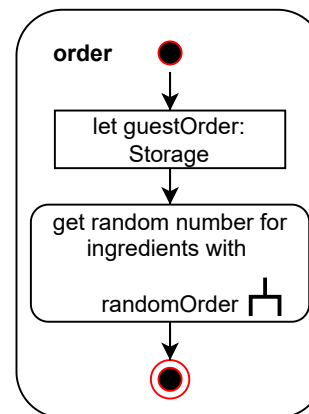 order
let guestOrder:
Storage
get random number for
ingredients with
randomOrder